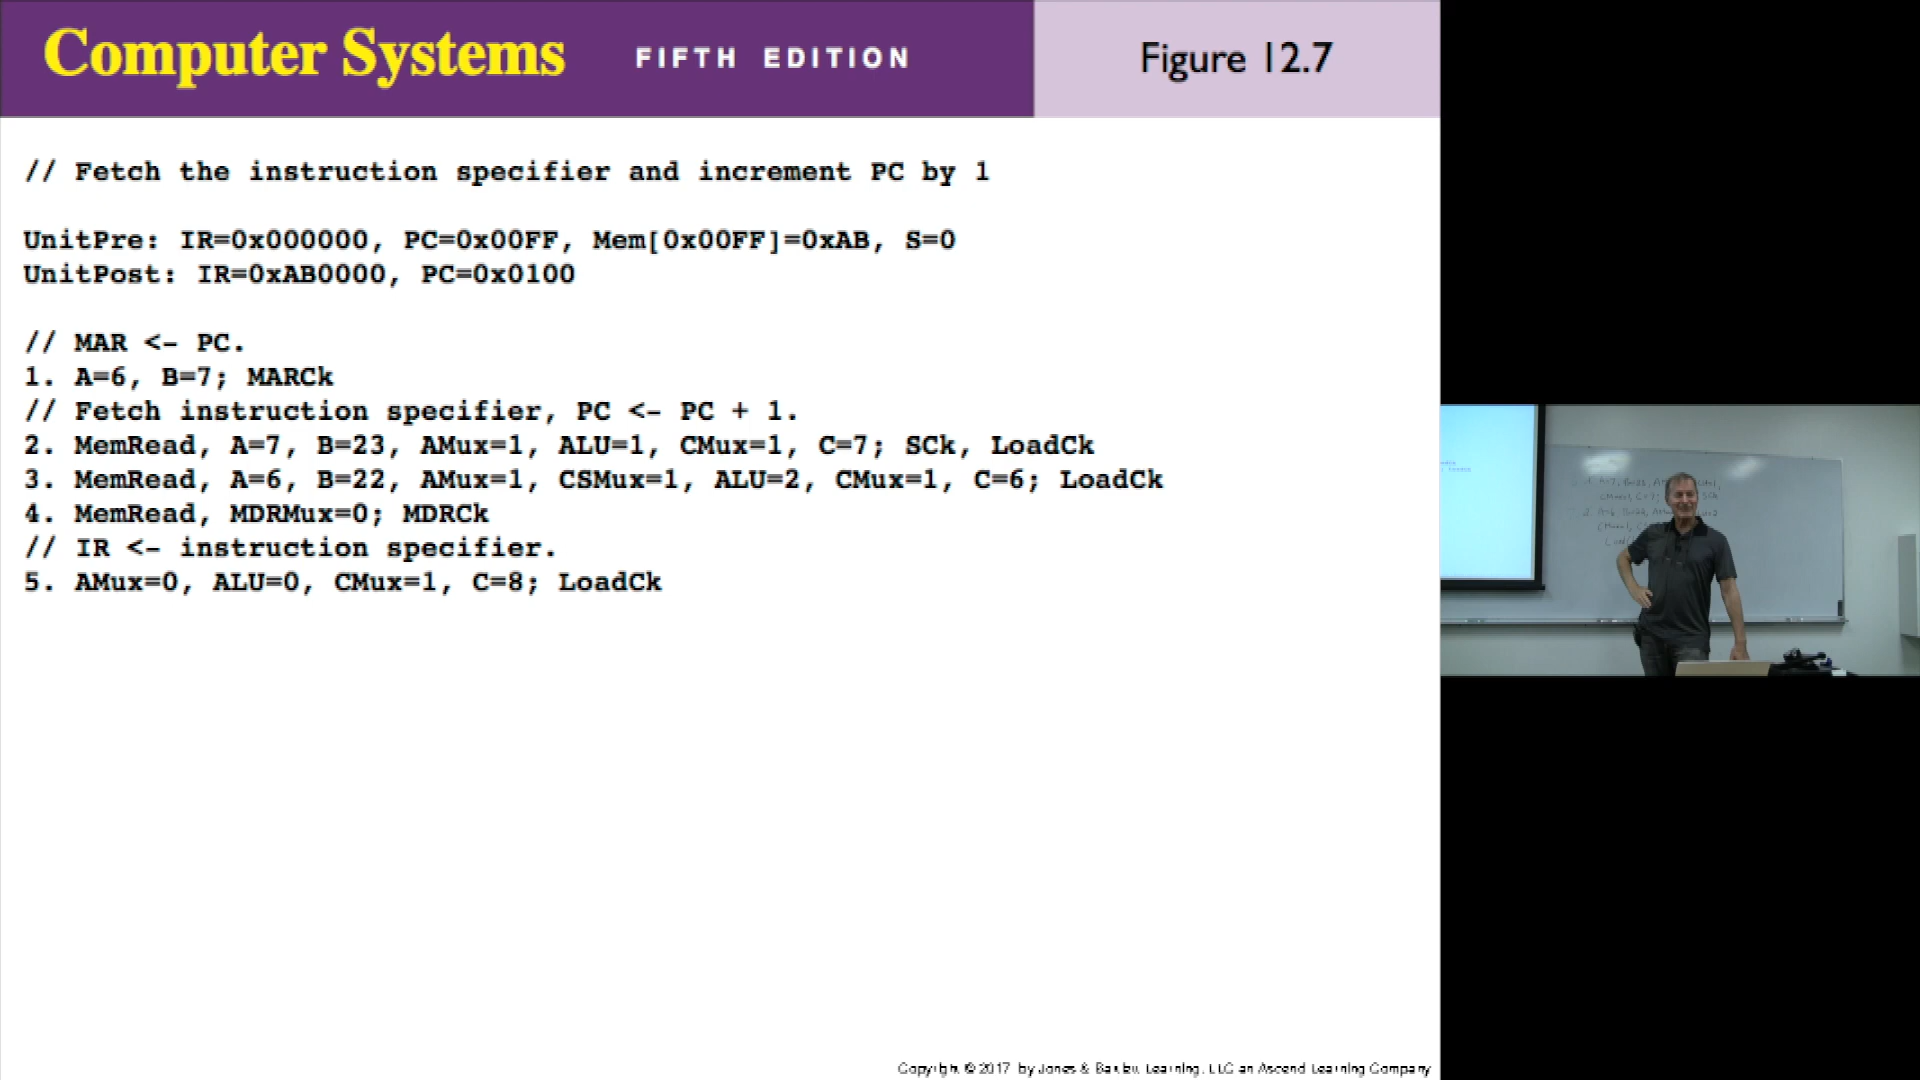 Computer Systems FIFTH EDITION Figure 12.7
// Fetch the instruction specifier and increment PC by 1
UnitPre: IR=0x000000, PC=0x00FF, Mem[0x00FF]=0xAB, S=0
UnitPost: IR=0xAB0000, PC=0x0100
// MAR <- PC.
1. A=6, B=7; MARCk
// Fetch instruction specifier, PC <- PC + 1.
2. MemRead, A=7, B=23, AMux=1, ALU=1, CMux=1, C=7; SCk, LoadCk
3. MemRead, A=6, B=22, AMux=1, CSMux=1, ALU=2, CMux=1, C=6; LoadCk
4. MemRead, MDRMux=0; MDRCk
// IR <- instruction specifier.
5. AMux=0, ALU=0, CMux=1, C=8; LoadCk
Copyright © 2017 by Jones & Bartlett Learning, LLC an Ascend Learning Company